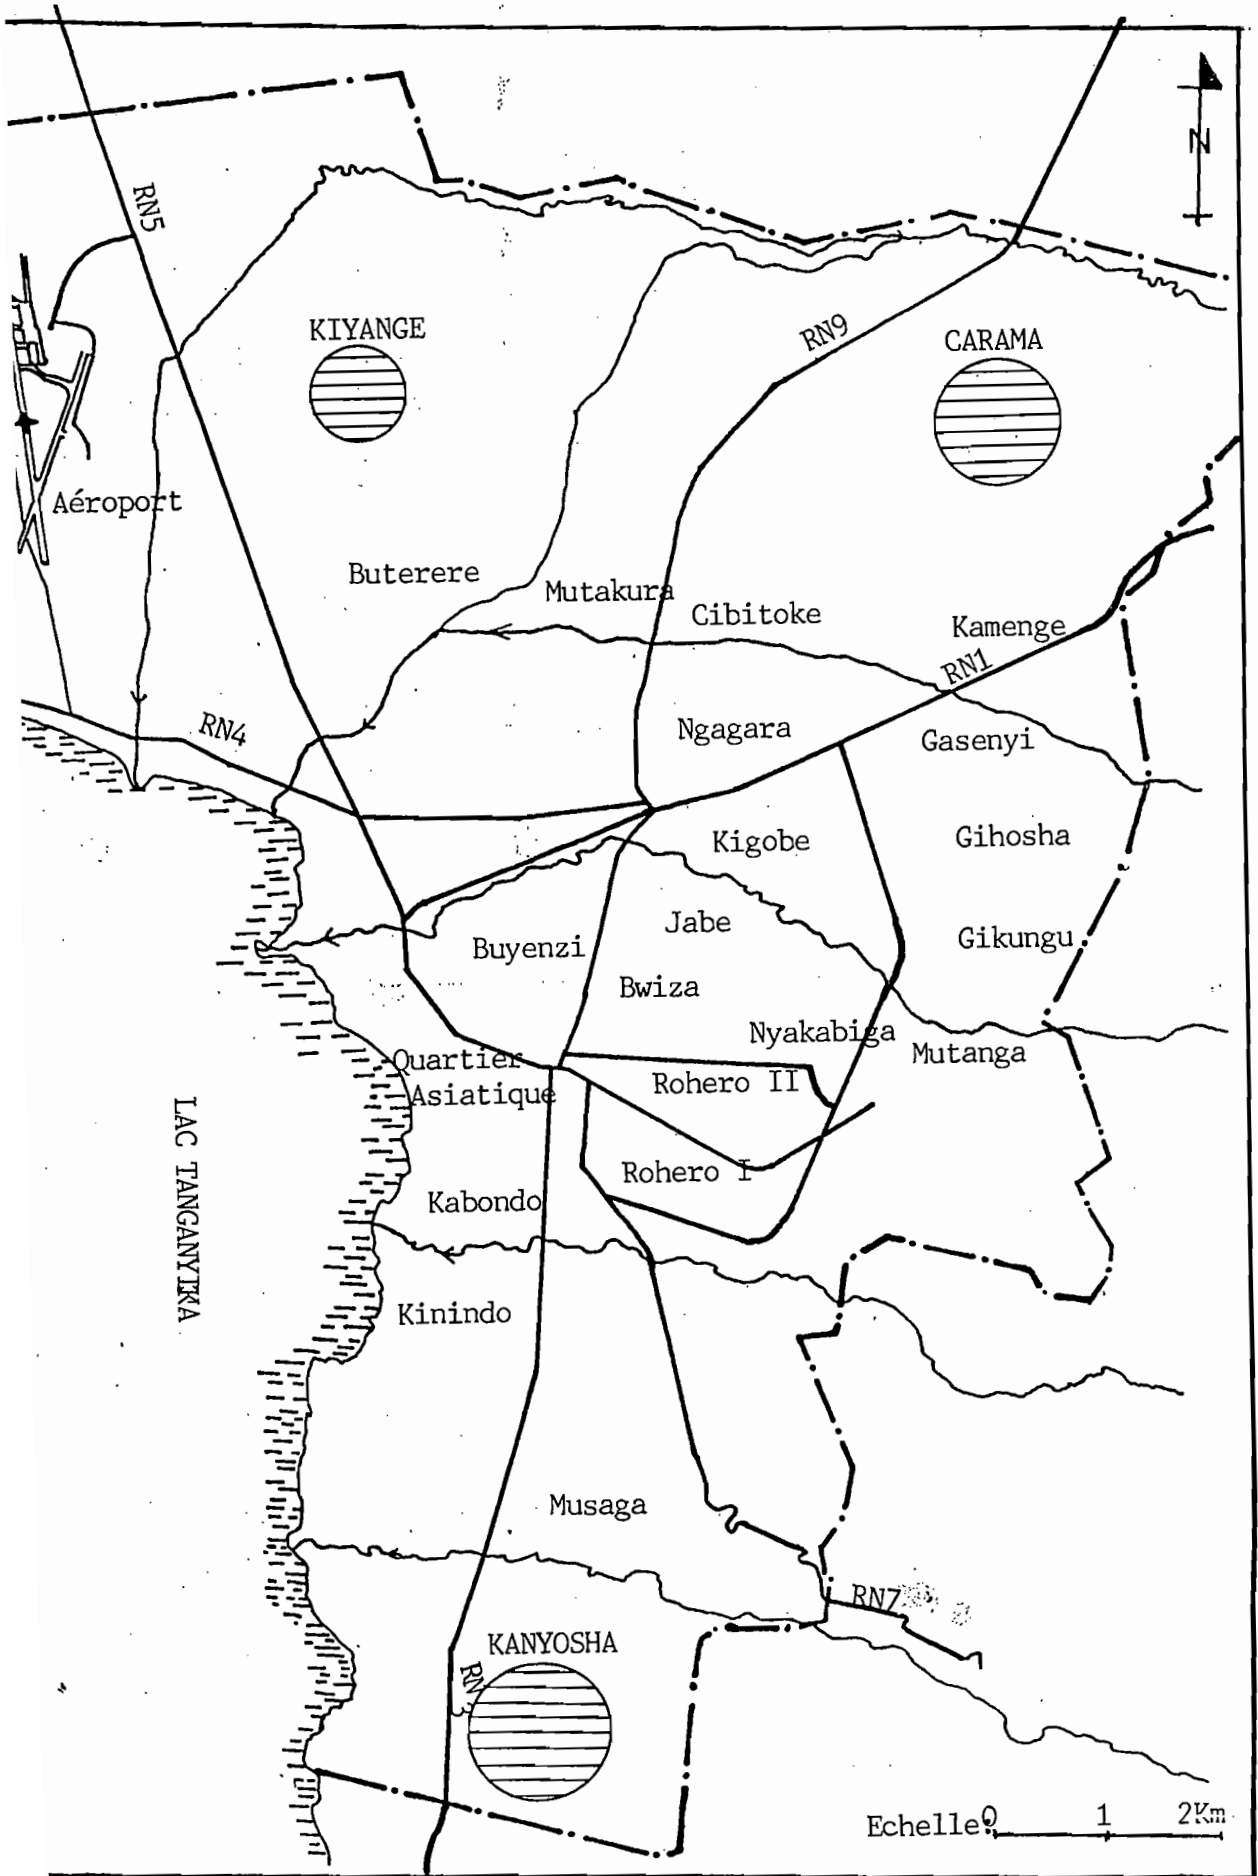 N
RN5
KIYANGE
RN9
CARAMA
Aéroport
Buterere
Mutakura
Cibitoke
Kamenge
RN1
RN4
Ngagara
Gasenyi
Kigobe
Gihosha
Jabe
Gikungu
Buyenzi
Bwiza
Nyakabiga
Mutanga
Quartier
Asiatique
Rohero II
LAC TANGANYIKA
Rohero I
Kabondo
Kinindo
Musaga
RN7
KANYOSHA
RN3
Echelle: 0 1 2Km